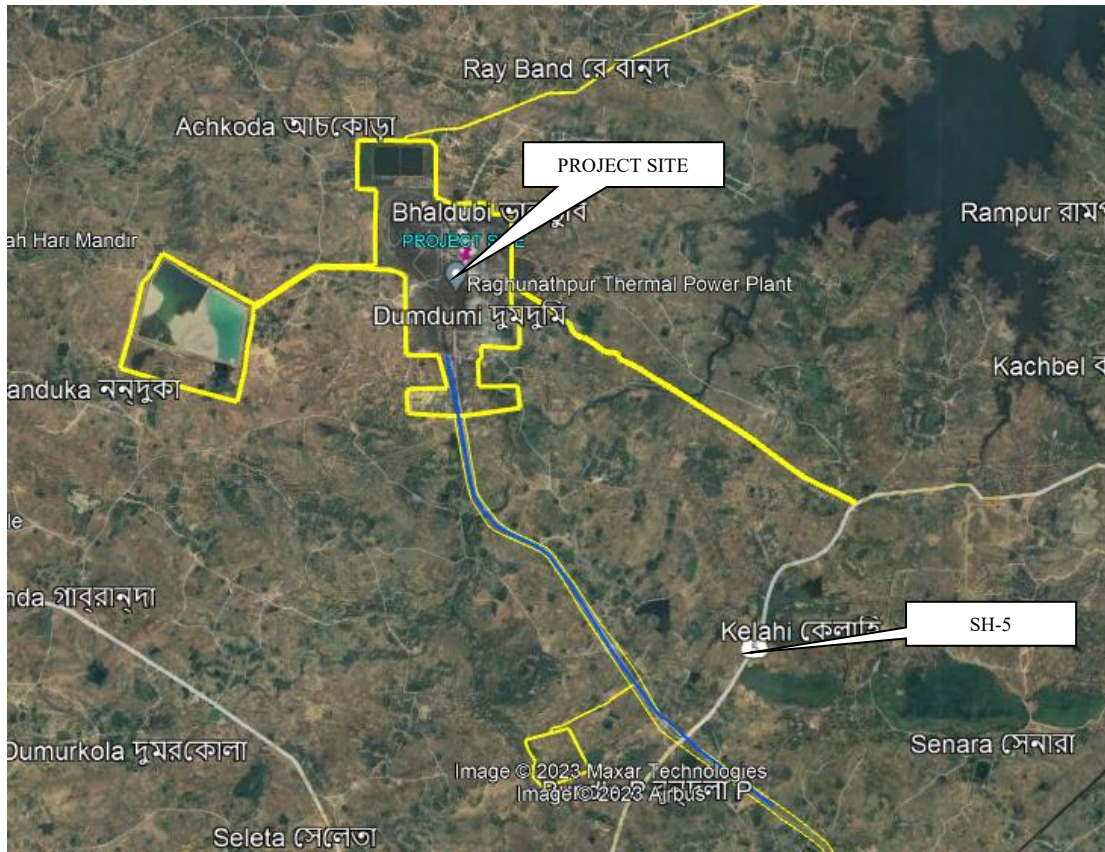 Ray Band রে বান্দ
Achkoda আচকোড়া
PROJECT SITE
Bhaldubi
Rampur
ah Hari Mandir
PROJECT SITE
Raghunathpur Thermal Power Plant
Dumdumi দুমদুমি
Kachbel
anduka নন্দুকা
le
nda গাব্রান্দা
SH-5
Kelahi কেলাহি
5
Dumurkola দুমরকোলা
Senara সেনারা
Image © 2023 Maxar Technologies
Image © 2023 Airbus
Seleta সেলেতা